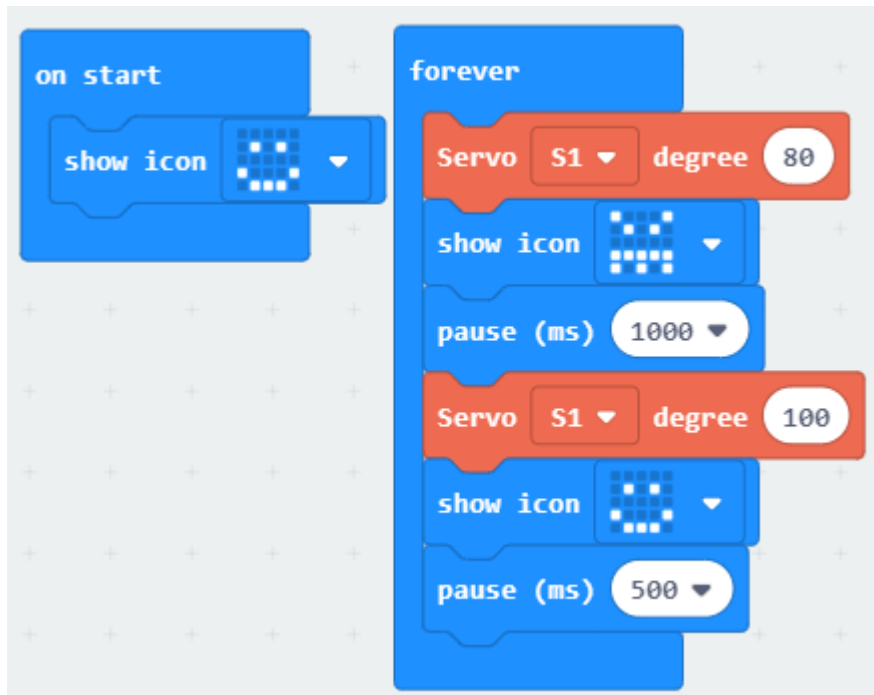 on start
show icon
forever
Servo S1 degree 80
show icon
pause (ms) 1000
Servo S1 degree 100
show icon
pause (ms) 500